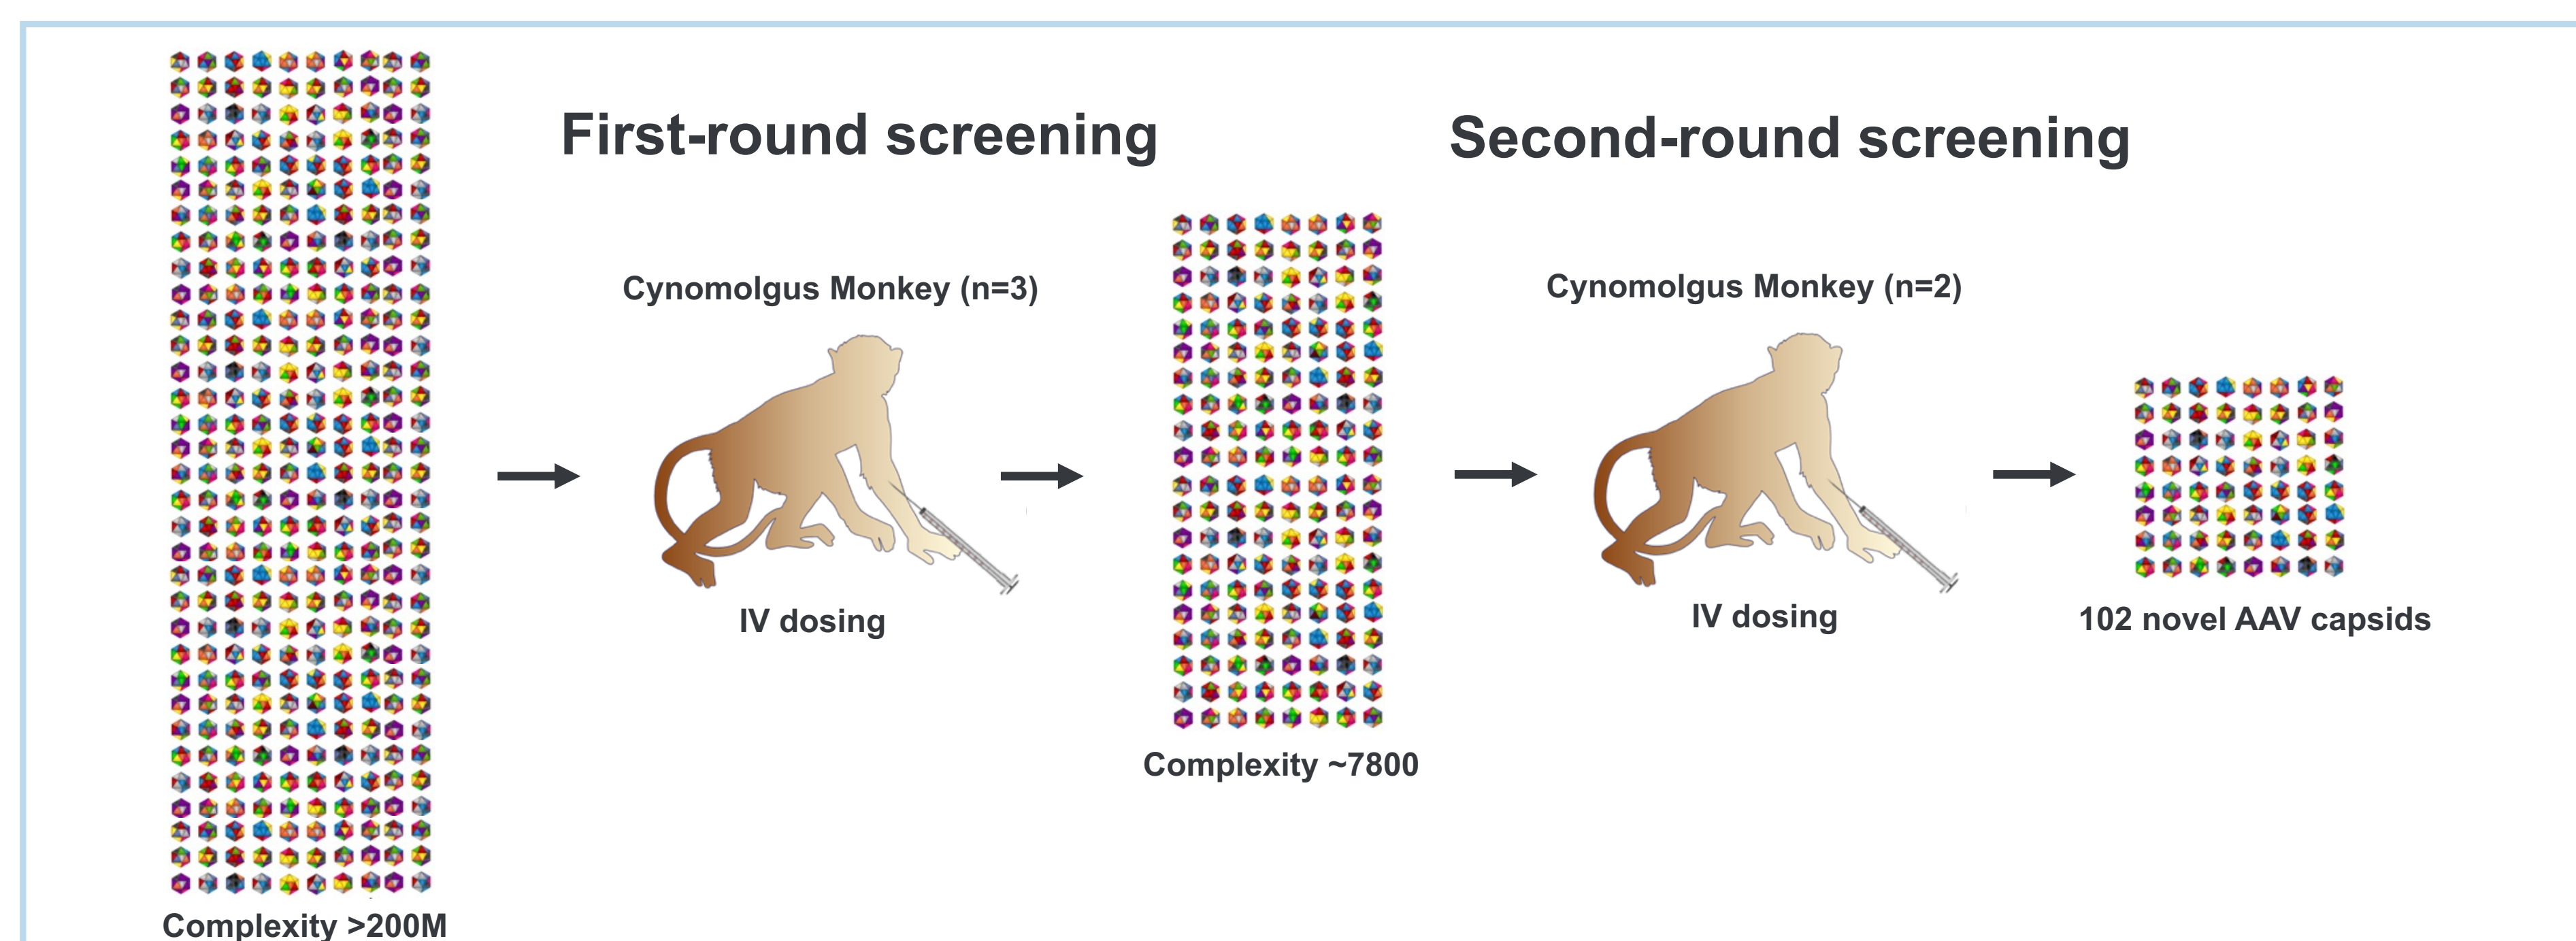 First-round screening
Second-round screening
Cynomolgus Monkey (n=3)
Cynomolgus Monkey (n=2)
IV dosing
IV dosing
102 novel AAV capsids
Complexity ~7800
Complexity >200M